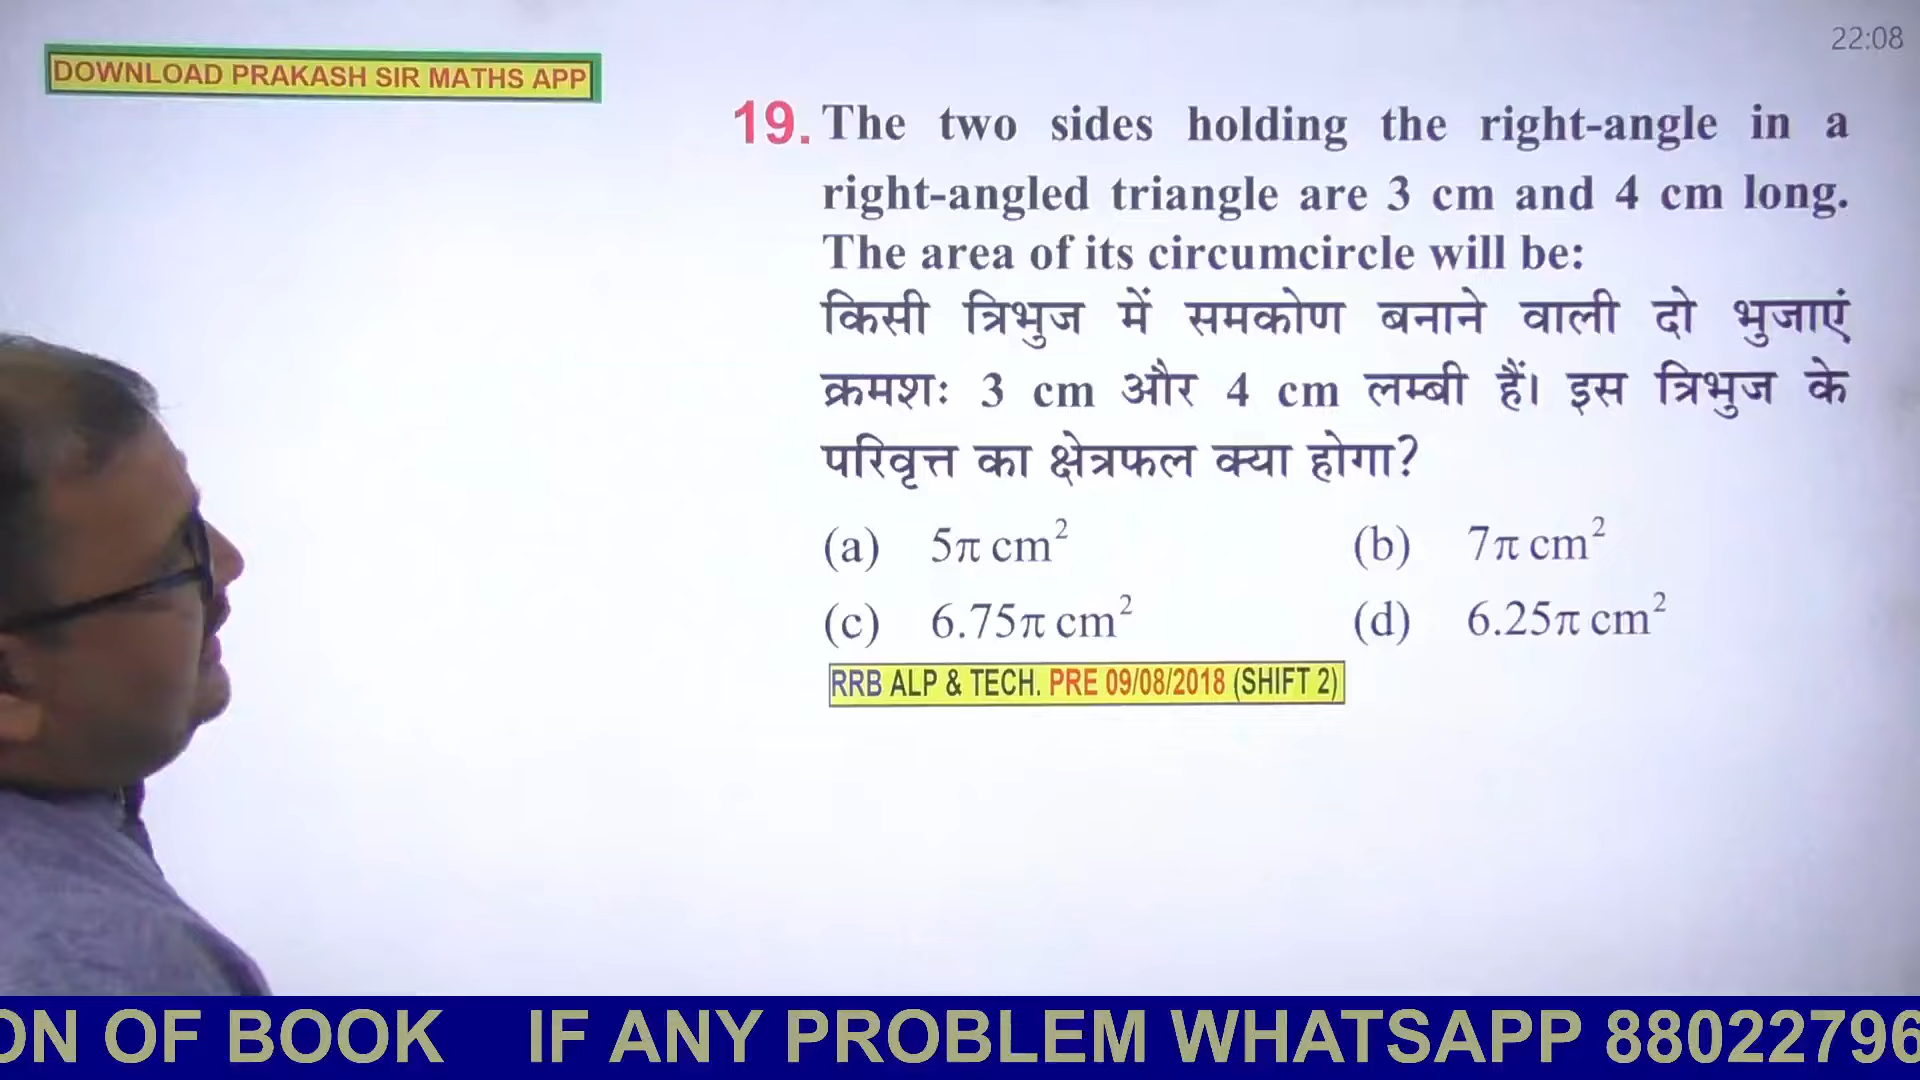 22:08
DOWNLOAD PRAKASH SIR MATHS APP
19. The two sides holding the right-angle in a
right-angled triangle are 3 cm and 4 cm long.
The area of its circumcircle will be:
किसी त्रिभुज में समकोण बनाने वाली दो भुजाएं
क्रमशः 3 cm और 4 cm लम्बी हैं। इस त्रिभुज के
परिवृत्त का क्षेत्रफल क्या होगा?
(a) 5π cm² (b) 7π cm²
(c) 6.75π cm² (d) 6.25π cm²
RRB ALP & TECH. PRE 09/08/2018 (SHIFT 2)
ON OF BOOK IF ANY PROBLEM WHATSAPP 88022796